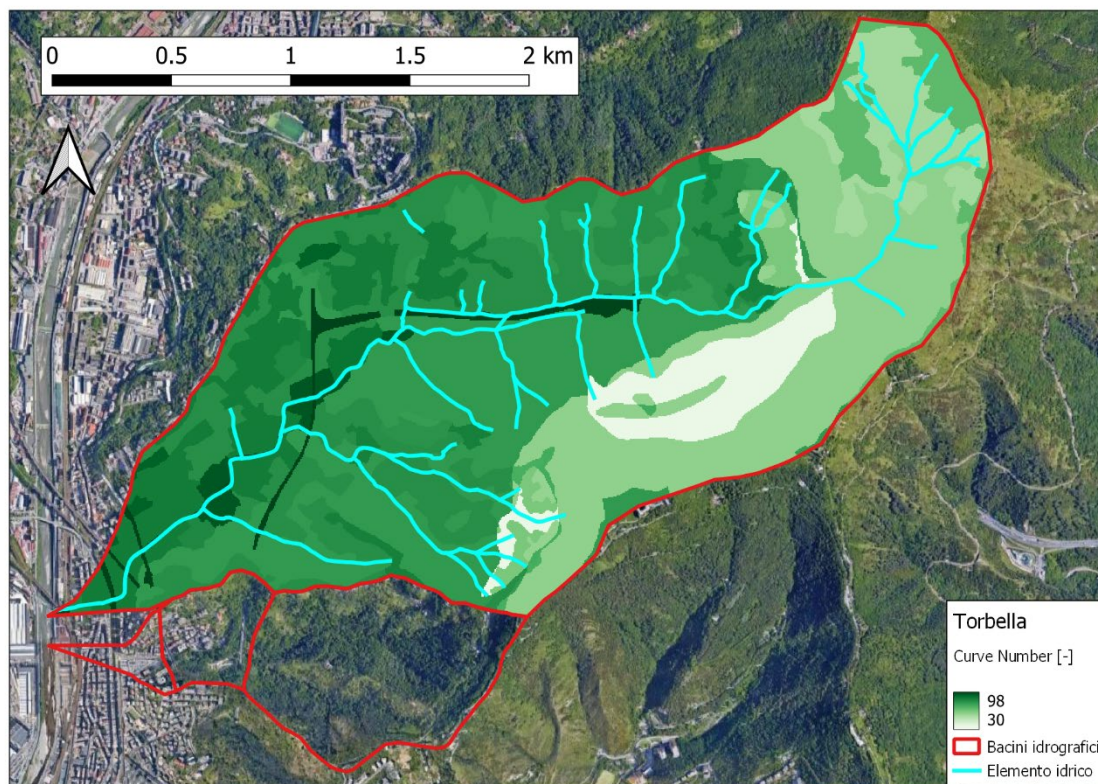 0 0.5 1 1.5 2 km
Torbella
Curve Number [-]
98
30
Bacini idrografici
Elemento idrico